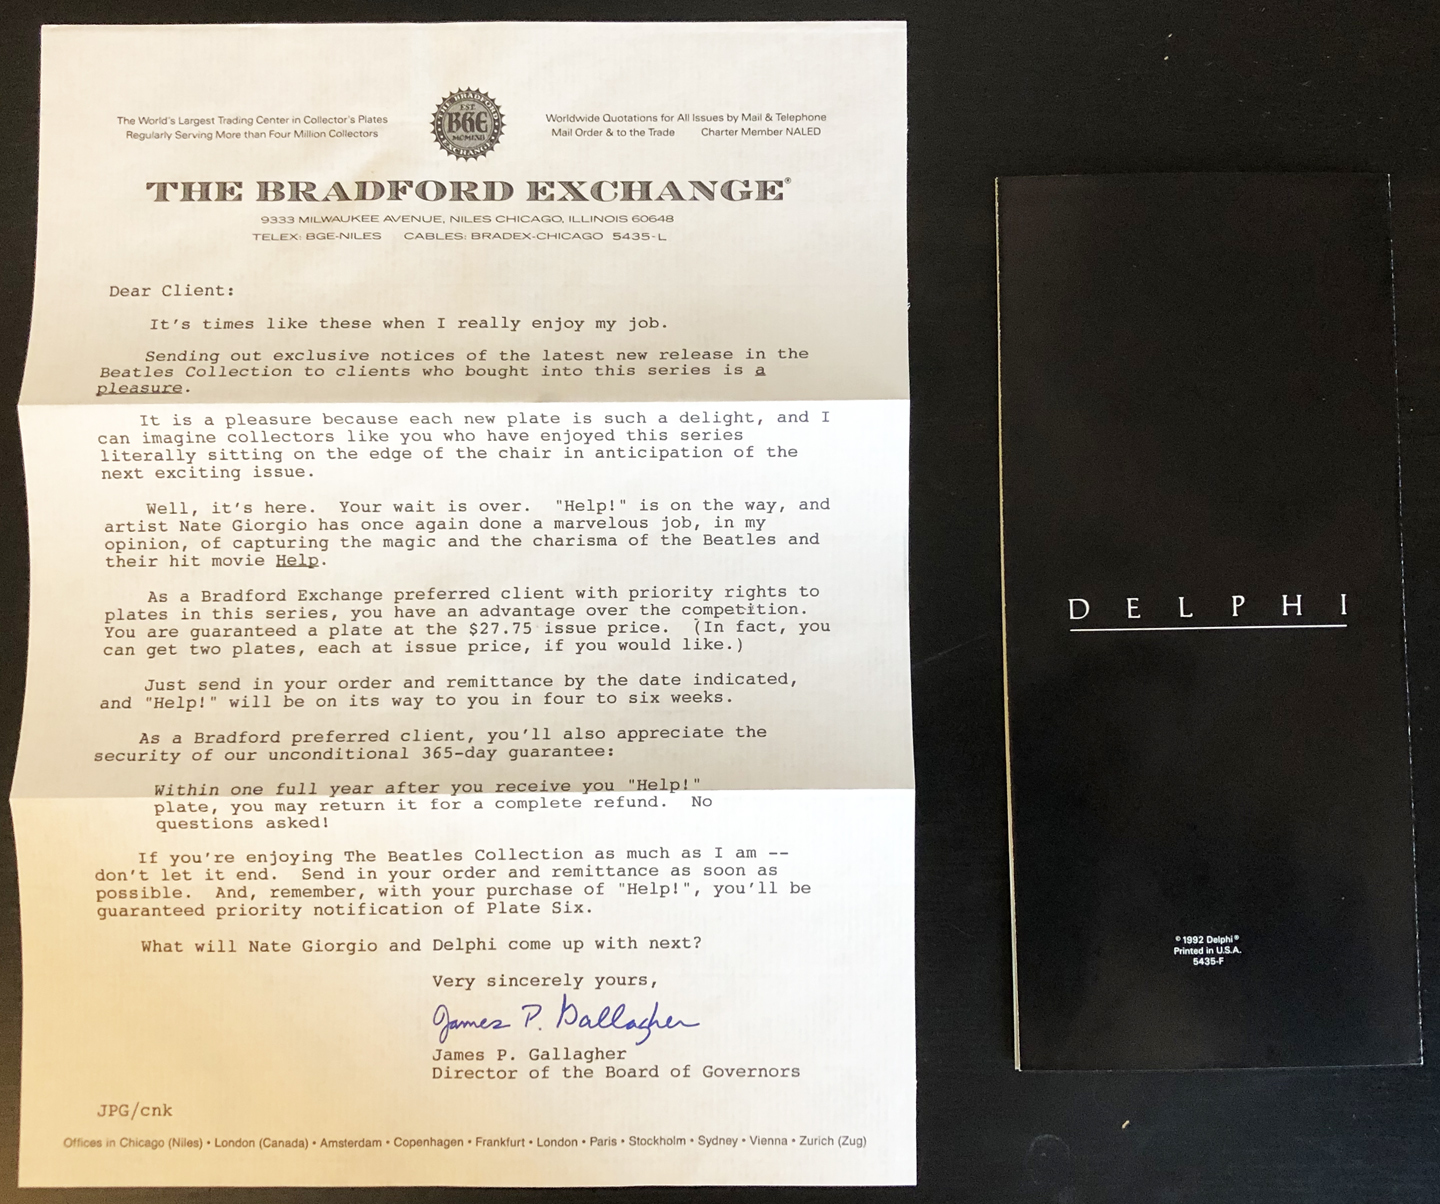 The World's Largest Trading Center in Collector's Plates
Regularly Serving More than Four Million Collectors
THE BRADFORD
EST.
BGE
MCMLXII
EXCHANGE
Worldwide Quotations for All Issues by Mail & Telephone
Mail Order & to the Trade Charter Member NALED
THE BRADFORD EXCHANGE®
9333 MILWAUKEE AVENUE, NILES CHICAGO, ILLINOIS 60648
TELEX: BGE-NILES CABLES: BRADEX-CHICAGO 5435-L
Dear Client:
It's times like these when I really enjoy my job.
Sending out exclusive notices of the latest new release in the
Beatles Collection to clients who bought into this series is a
pleasure.
It is a pleasure because each new plate is such a delight, and I
can imagine collectors like you who have enjoyed this series
literally sitting on the edge of the chair in anticipation of the
next exciting issue.
Well, it's here. Your wait is over. "Help!" is on the way, and
artist Nate Giorgio has once again done a marvelous job, in my
opinion, of capturing the magic and the charisma of the Beatles and
their hit movie Help.
As a Bradford Exchange preferred client with priority rights to
plates in this series, you have an advantage over the competition.
You are guaranteed a plate at the $27.75 issue price. (In fact, you
can get two plates, each at issue price, if you would like.)
Just send in your order and remittance by the date indicated,
and "Help!" will be on its way to you in four to six weeks.
As a Bradford preferred client, you'll also appreciate the
security of our unconditional 365-day guarantee:
Within one full year after you receive you "Help!"
plate, you may return it for a complete refund. No
questions asked!
If you're enjoying The Beatles Collection as much as I am --
don't let it end. Send in your order and remittance as soon as
possible. And, remember, with your purchase of "Help!", you'll be
guaranteed priority notification of Plate Six.
What will Nate Giorgio and Delphi come up with next?
Very sincerely yours,
James P. Gallagher
James P. Gallagher
Director of the Board of Governors
JPG/cnk
Offices in Chicago (Niles) • London (Canada) • Amsterdam • Copenhagen • Frankfurt • London • Paris • Stockholm • Sydney • Vienna • Zurich (Zug)
DELPHI
©1992 Delphi®
Printed in U.S.A.
5435-F